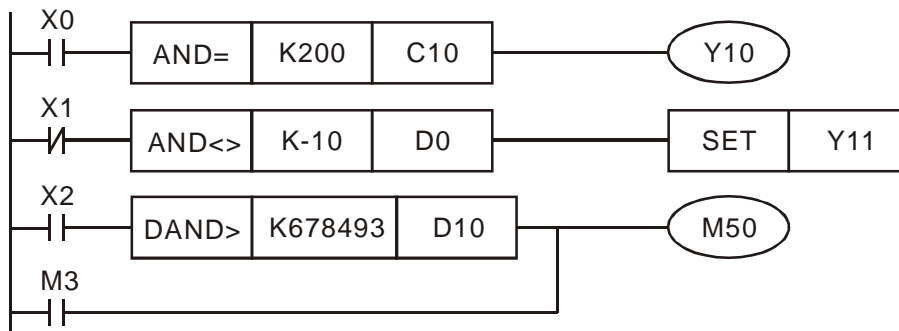 X0
AND= K200 C10 Y10
X1
AND<> K-10 D0 SET Y11
X2
DAND> K678493 D10 M50
M3